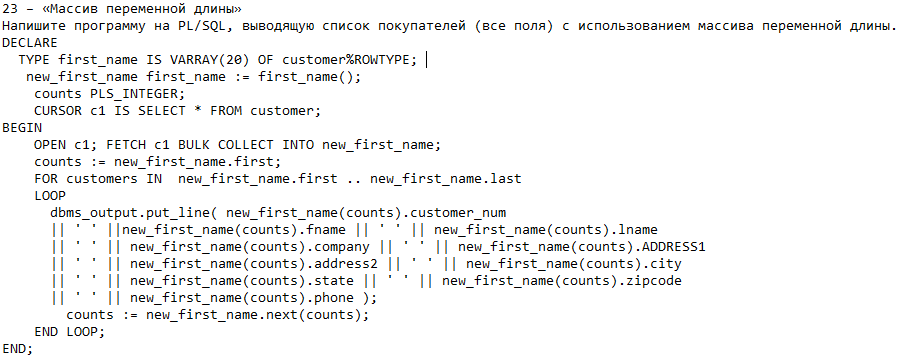 23 – «Массив переменной длины»
Напишите программу на PL/SQL, выводящую список покупателей (все поля) с использованием массива переменной длины.
DECLARE
  TYPE first_name IS VARRAY(20) OF customer%ROWTYPE;
   new_first_name first_name := first_name();
    counts PLS_INTEGER;
    CURSOR c1 IS SELECT * FROM customer;
BEGIN
    OPEN c1; FETCH c1 BULK COLLECT INTO new_first_name;
    counts := new_first_name.first;
    FOR customers IN  new_first_name.first .. new_first_name.last
    LOOP
      dbms_output.put_line( new_first_name(counts).customer_num
      || ' ' ||new_first_name(counts).fname || ' ' || new_first_name(counts).lname
      || ' ' || new_first_name(counts).company || ' ' || new_first_name(counts).ADDRESS1
      || ' ' || new_first_name(counts).address2 || ' ' || new_first_name(counts).city
      || ' ' || new_first_name(counts).state || ' ' || new_first_name(counts).zipcode
      || ' ' || new_first_name(counts).phone );
        counts := new_first_name.next(counts);
    END LOOP;
END;